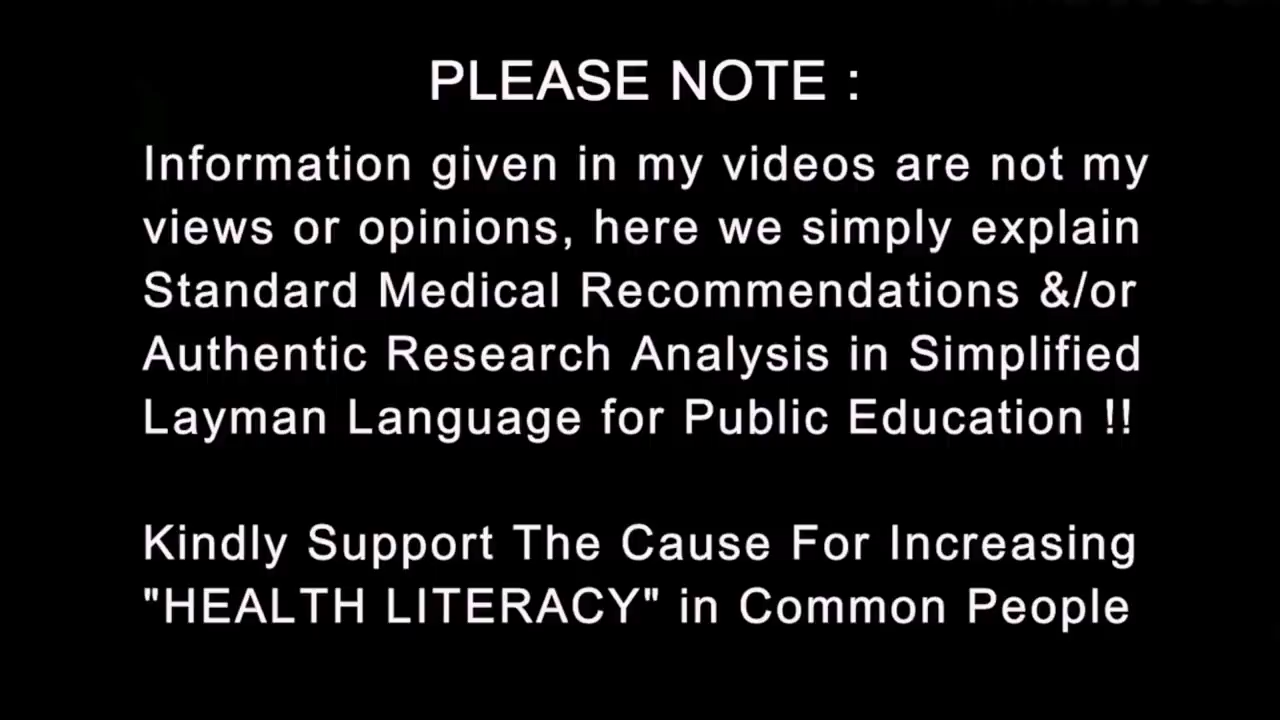 PLEASE NOTE :
Information given in my videos are not my
views or opinions, here we simply explain
Standard Medical Recommendations &/or
Authentic Research Analysis in Simplified
Layman Language for Public Education !!
Kindly Support The Cause For Increasing
"HEALTH LITERACY" in Common People